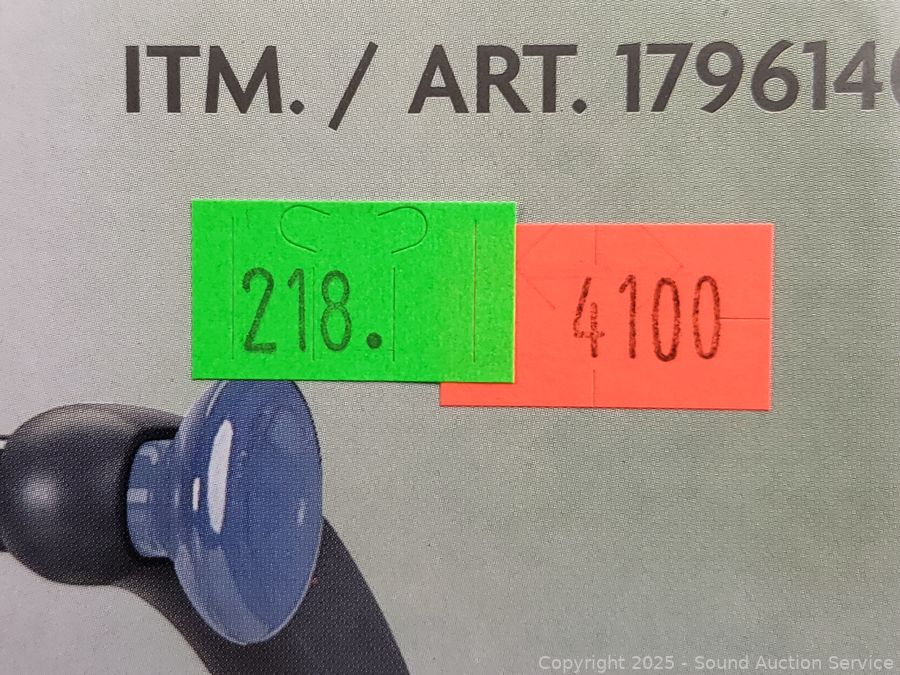 ITM. / ART. 179614
218.
4100
Copyright 2025 - Sound Auction Service